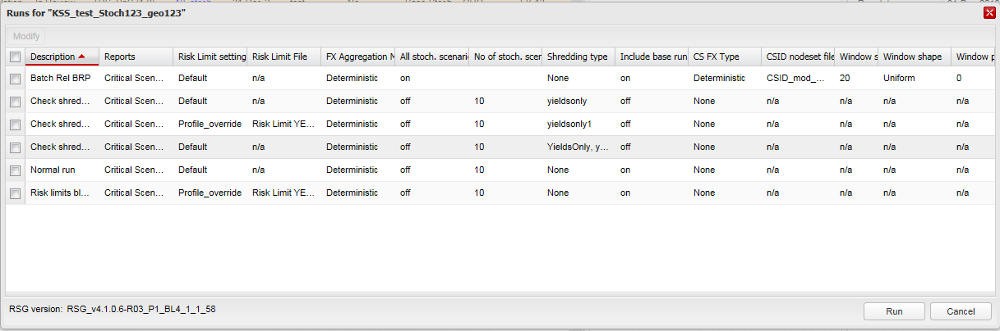 Runs for "KSS_test_Stoch123_geo123"
Modify
Description Reports Risk Limit setting Risk Limit File FX Aggregation M All stoch. scenario No of stoch. scen Shredding type Include base run CS FX Type CSID nodeset file Window s Window shape Window p
Batch Rel BRP Critical Scen... Default n/a Deterministic on None on Deterministic CSID_mod_... 20 Uniform 0
Check shred... Critical Scen... Default n/a Deterministic off 10 yieldsonly off None n/a n/a n/a n/a
Check shred... Critical Scen... Profile_override Risk Limit YE... Deterministic off 10 yieldsonly1 off None n/a n/a n/a n/a
Check shred... Critical Scen... Default n/a Deterministic off 10 YieldsOnly, y... off None n/a n/a n/a n/a
Normal run Critical Scen... Default n/a Deterministic off 10 None on None n/a n/a n/a n/a
Risk limits bl... Critical Scen... Profile_override Risk Limit YE... Deterministic off 10 None on None n/a n/a n/a n/a
RSG version: RSG_v4.1.0.6-R03_P1_BL4_1_1_58
Run Cancel